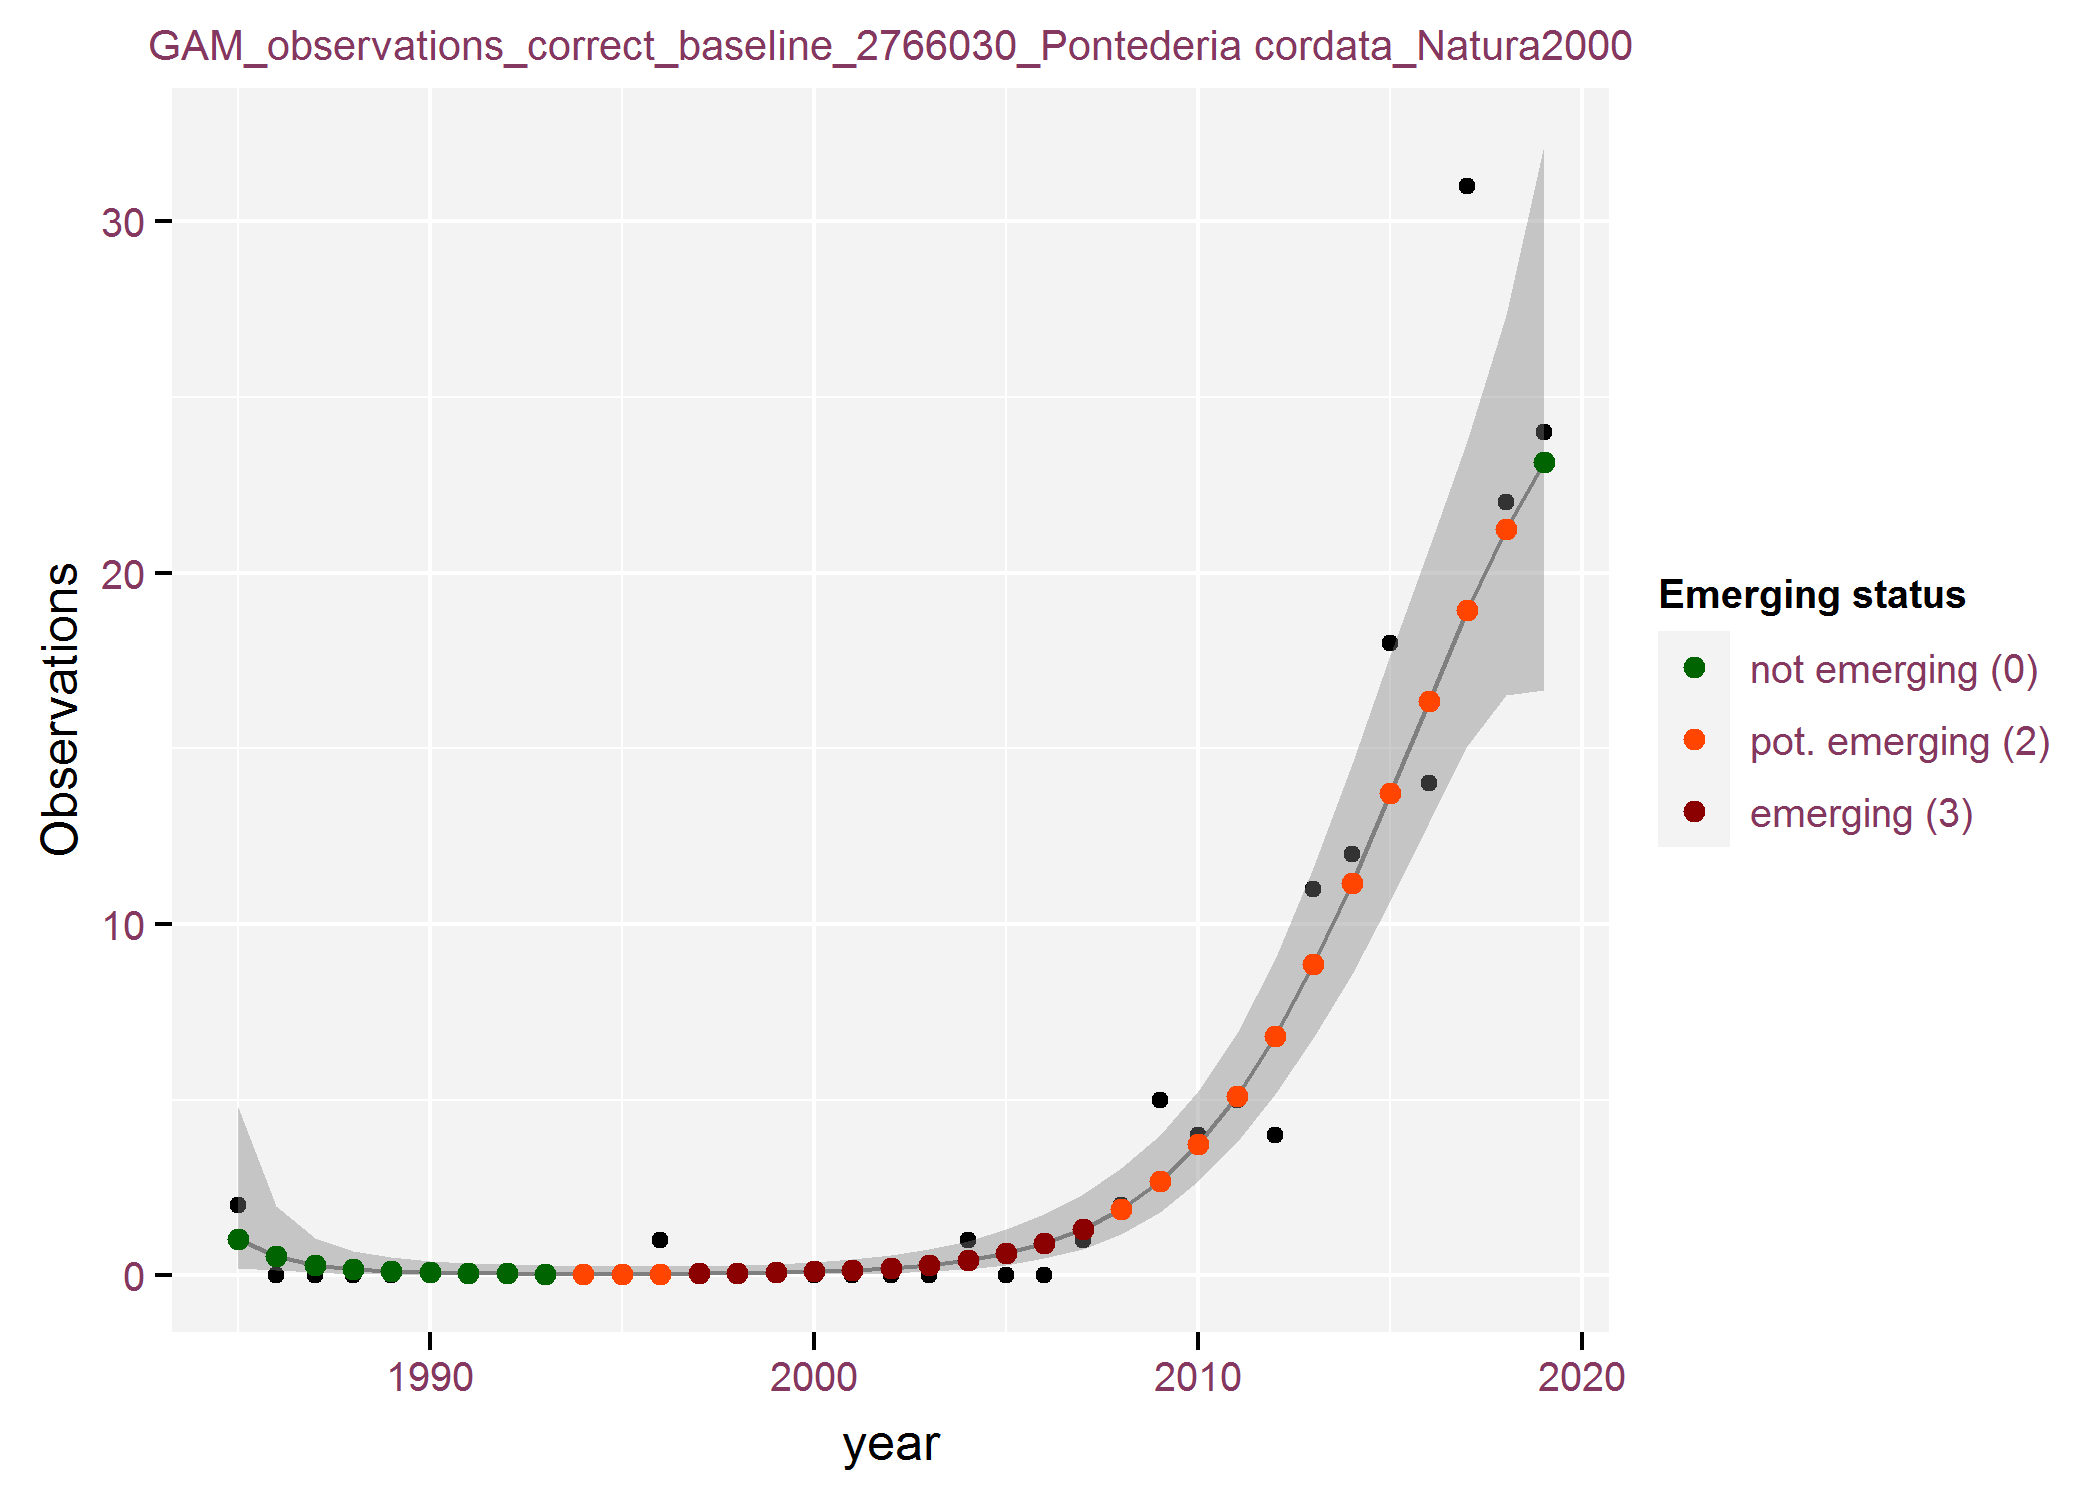 GAM_observations_correct_baseline_2766030_Pontederia cordata_Natura2000
30
20
10
0
Observations
1990
2000
2010
2020
year
Emerging status
not emerging (0)
pot. emerging (2)
emerging (3)